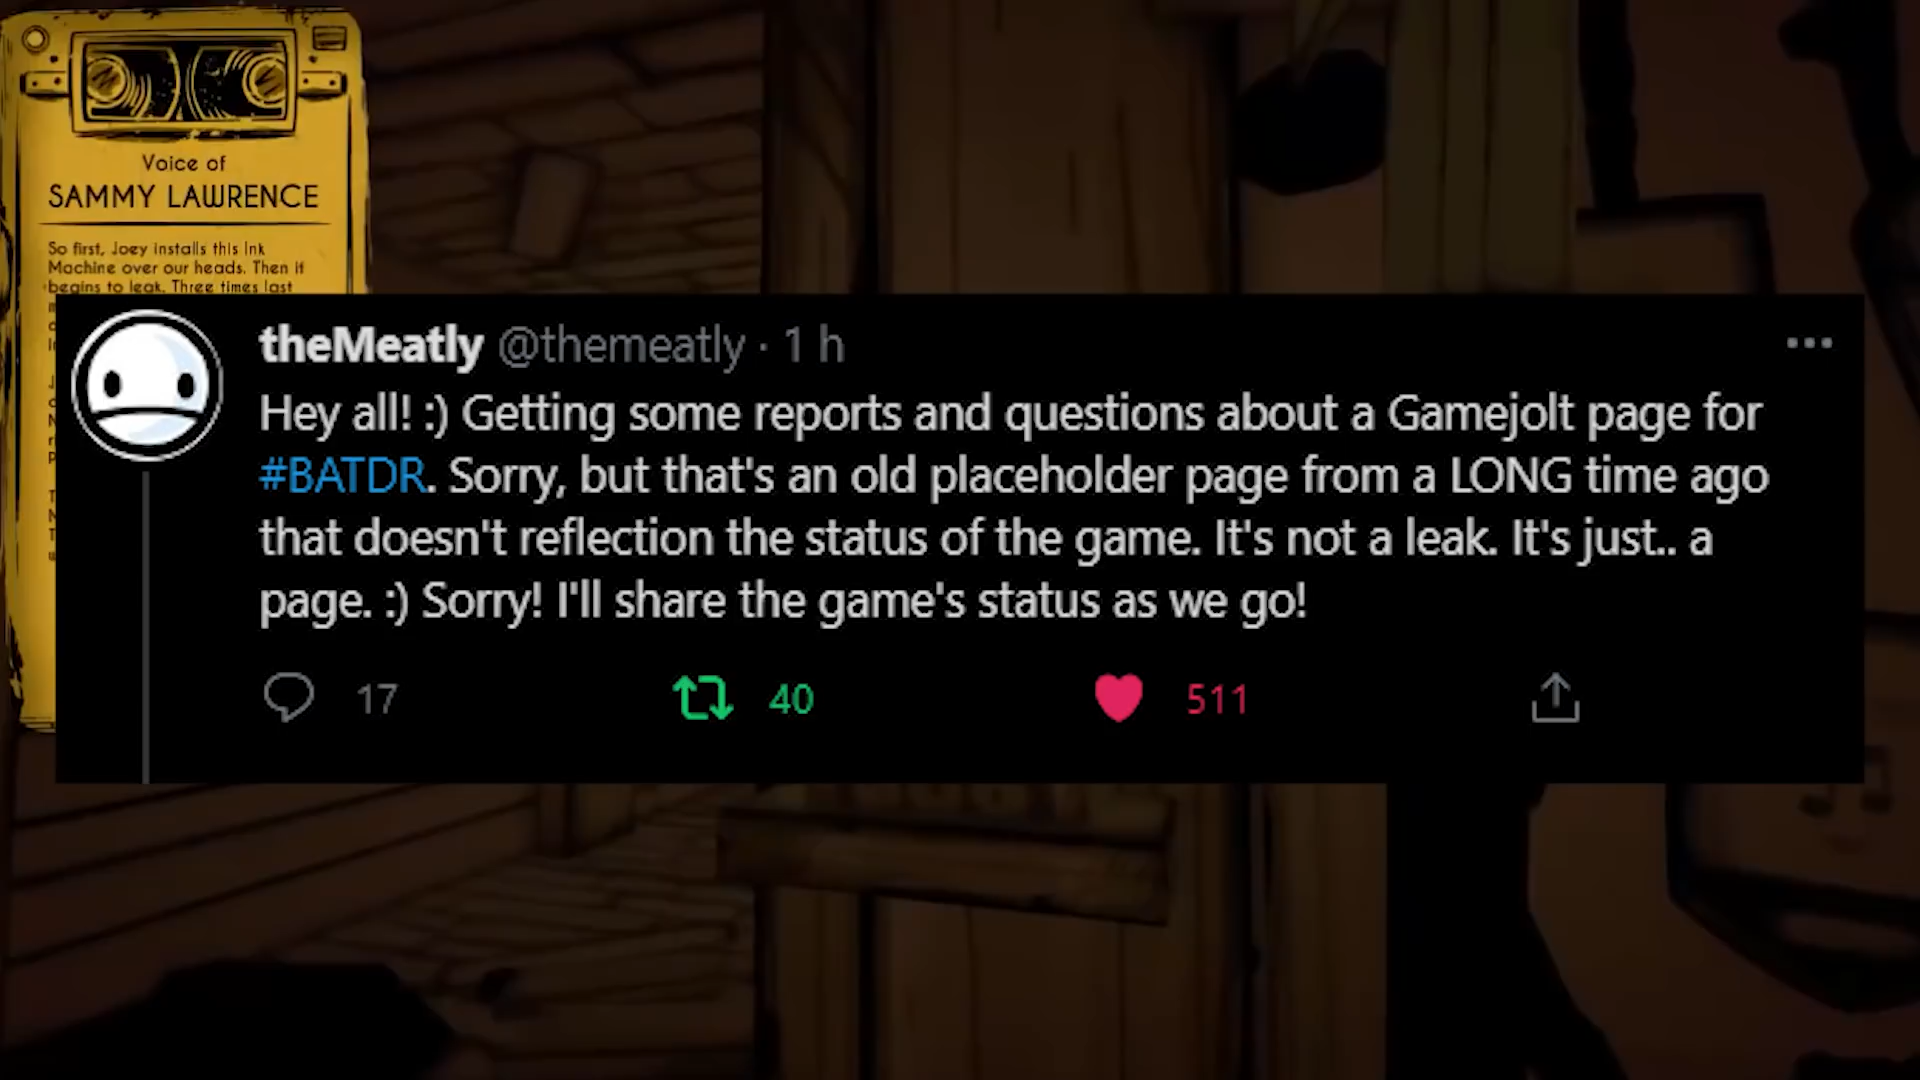 Voice of
SAMMY LAWRENCE
So first, Joey installs this Ink
Machine over our heads. Then it
begins to leak. Three times last
theMeatly @themeatly · 1 h
Hey all! :) Getting some reports and questions about a Gamejolt page for
#BATDR. Sorry, but that's an old placeholder page from a LONG time ago
that doesn't reflection the status of the game. It's not a leak. It's just.. a
page. :) Sorry! I'll share the game's status as we go!
17 40 511